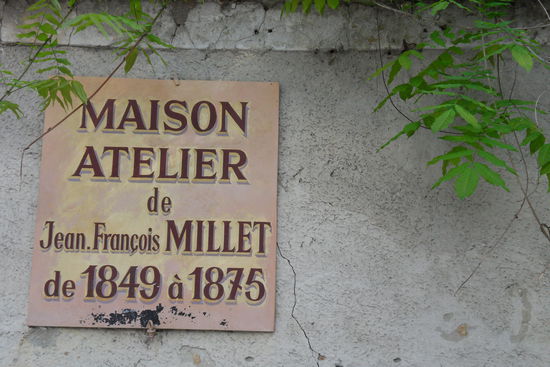 MAISON
ATELIER
de
Jean.François MILLET
de 1849 à 1875